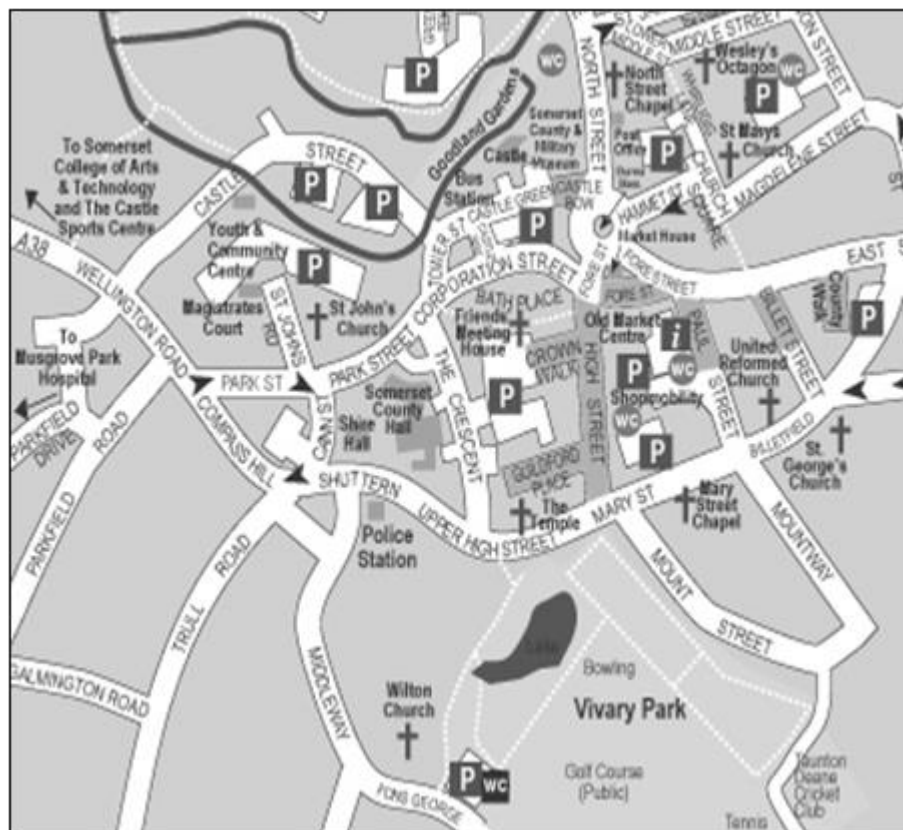 MIDDLE STREET
Wesley's
Octagon
WC
P
NORTH STREET
North
Street
Chapel
WC
P
Somerset
County &
Military
Museum
Post
Office
P
St Marys
Church
MAGDELENE STREET
Goodland Gardens
Castle
Bus
Station
CASTLE
BOW
CASTLE GREEN
HAMMET ST
CHURCH
SQUARE
To Somerset
College of Arts
& Technology
and The Castle
Sports Centre
CASTLE
STREET
P
P
P
TOWER ST
Market House
Youth &
Community
Centre
P
A38
WELLINGTON ROAD
Magistrates
Court
ST JOHNS
RD
St John's
Church
CORPORATION STREET
FORE ST
FORE STREET
EAST
ST
FORE ST
BATH PLACE
Friends
Meeting
House
Old Market
Centre
i
PAUL
STREET
BILLET STREET
County
Walk
P
To
Musgrove Park
Hospital
PARK ST
PARK STREET
THE
CRESCENT
CROWN
WALK
HIGH
STREET
P
WC
Shopmobility
WC
United
Reformed
Church
P
Somerset
County Hall
Shire
Hall
CANN ST
PARKFIELD
DRIVE
PARKFIELD
ROAD
COMPASS HILL
GUILDFORD
PLACE
P
BILLETFIELD
St.
George's
Church
SHUTTERN
The
Temple
MARY ST
Mary
Street
Chapel
Police
Station
UPPER HIGH STREET
MOUNTWAY
TRULL
ROAD
MOUNT
STREET
MIDDLEWAY
Lake
Bowling
GALMINGTON ROAD
Wilton
Church
Vivary Park
P
WC
Golf Course
(Public)
Taunton
Deane
Cricket
Club
Tennis